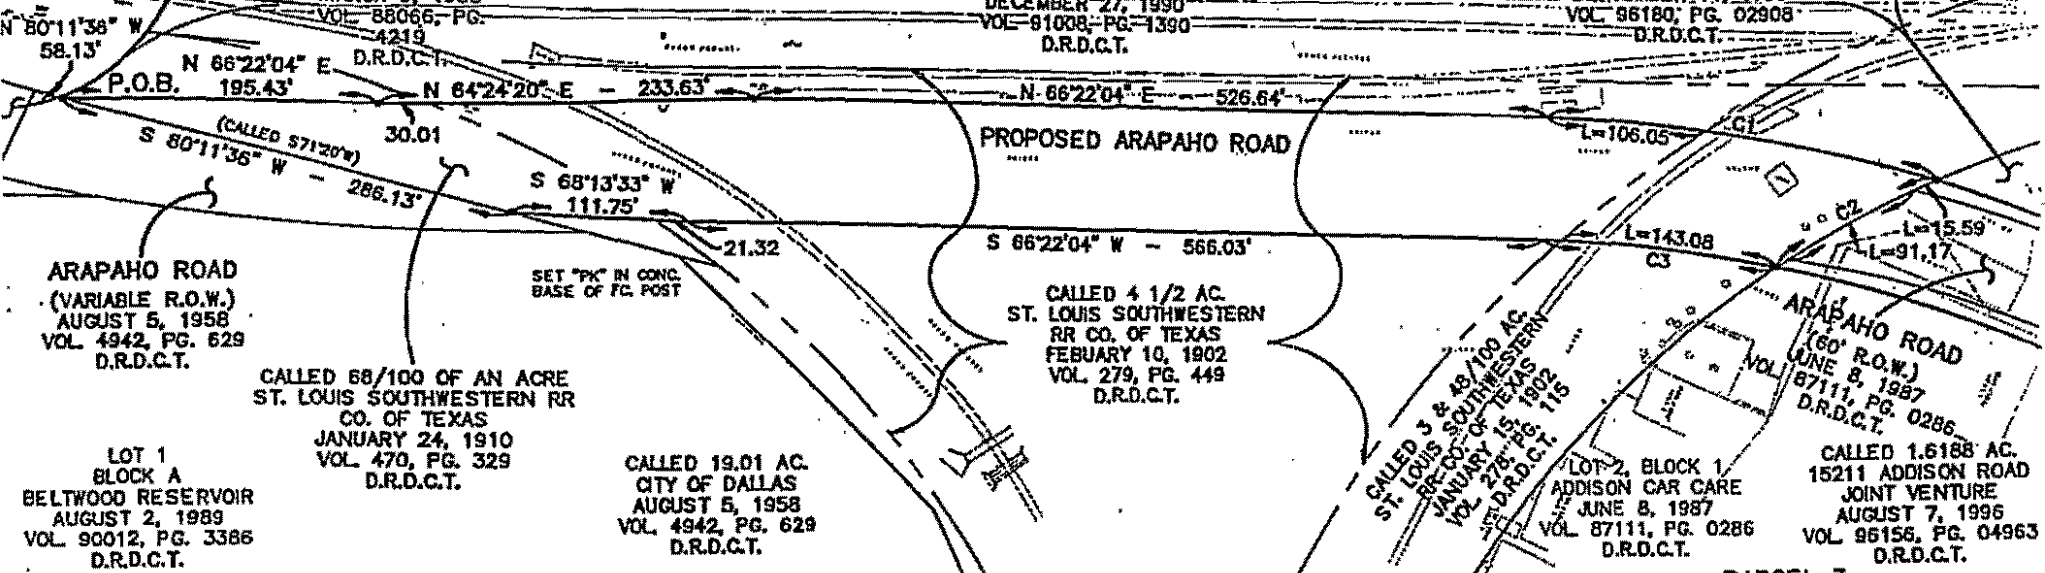 N 80°11'36" W
58.13'
VOL. 88066, PG.
4219
D.R.D.C.T.
DECEMBER 27, 1990
VOL 91008, PG. 1390
D.R.D.C.T.
VOL. 96180, PG. 02908
D.R.D.C.T.
P.O.B.
N 66°22'04" E
195.43'
N 64°24'20" E - 233.63'
N 66°22'04" E - 526.64'
30.01
(CALLED S71°20'W)
S 80°11'36" W - 286.13'
PROPOSED ARAPAHO ROAD
L=106.05
C1
S 68°13'33" W
111.75'
21.32
S 66°22'04" W - 566.03'
L=143.08
C3
C2
L=15.59
L=91.17
ARAPAHO ROAD
(VARIABLE R.O.W.)
AUGUST 5, 1958
VOL. 4942, PG. 629
D.R.D.C.T.
SET "PK" IN CONC.
BASE OF FC. POST
CALLED 4 1/2 AC.
ST. LOUIS SOUTHWESTERN
RR CO. OF TEXAS
FEBUARY 10, 1902
VOL. 279, PG. 449
D.R.D.C.T.
CALLED 68/100 OF AN ACRE
ST. LOUIS SOUTHWESTERN RR
CO. OF TEXAS
JANUARY 24, 1910
VOL. 470, PG. 329
D.R.D.C.T.
CALLED 3 & 48/100 AC.
ST. LOUIS SOUTHWESTERN
RR CO. OF TEXAS
JANUARY 15, 1902
VOL. 278, PG. 115
D.R.D.C.T.
ARAPAHO ROAD
(60' R.O.W.)
JUNE 8, 1987
VOL. 87111, PG. 0286
D.R.D.C.T.
LOT 1
BLOCK A
BELTWOOD RESERVOIR
AUGUST 2, 1989
VOL. 90012, PG. 3386
D.R.D.C.T.
CALLED 19.01 AC.
CITY OF DALLAS
AUGUST 5, 1958
VOL. 4942, PG. 629
D.R.D.C.T.
LOT 2, BLOCK 1
ADDISON CAR CARE
JUNE 8, 1987
VOL. 87111, PG. 0286
D.R.D.C.T.
CALLED 1.6188 AC.
15211 ADDISON ROAD
JOINT VENTURE
AUGUST 7, 1996
VOL. 96156, PG. 04963
D.R.D.C.T.